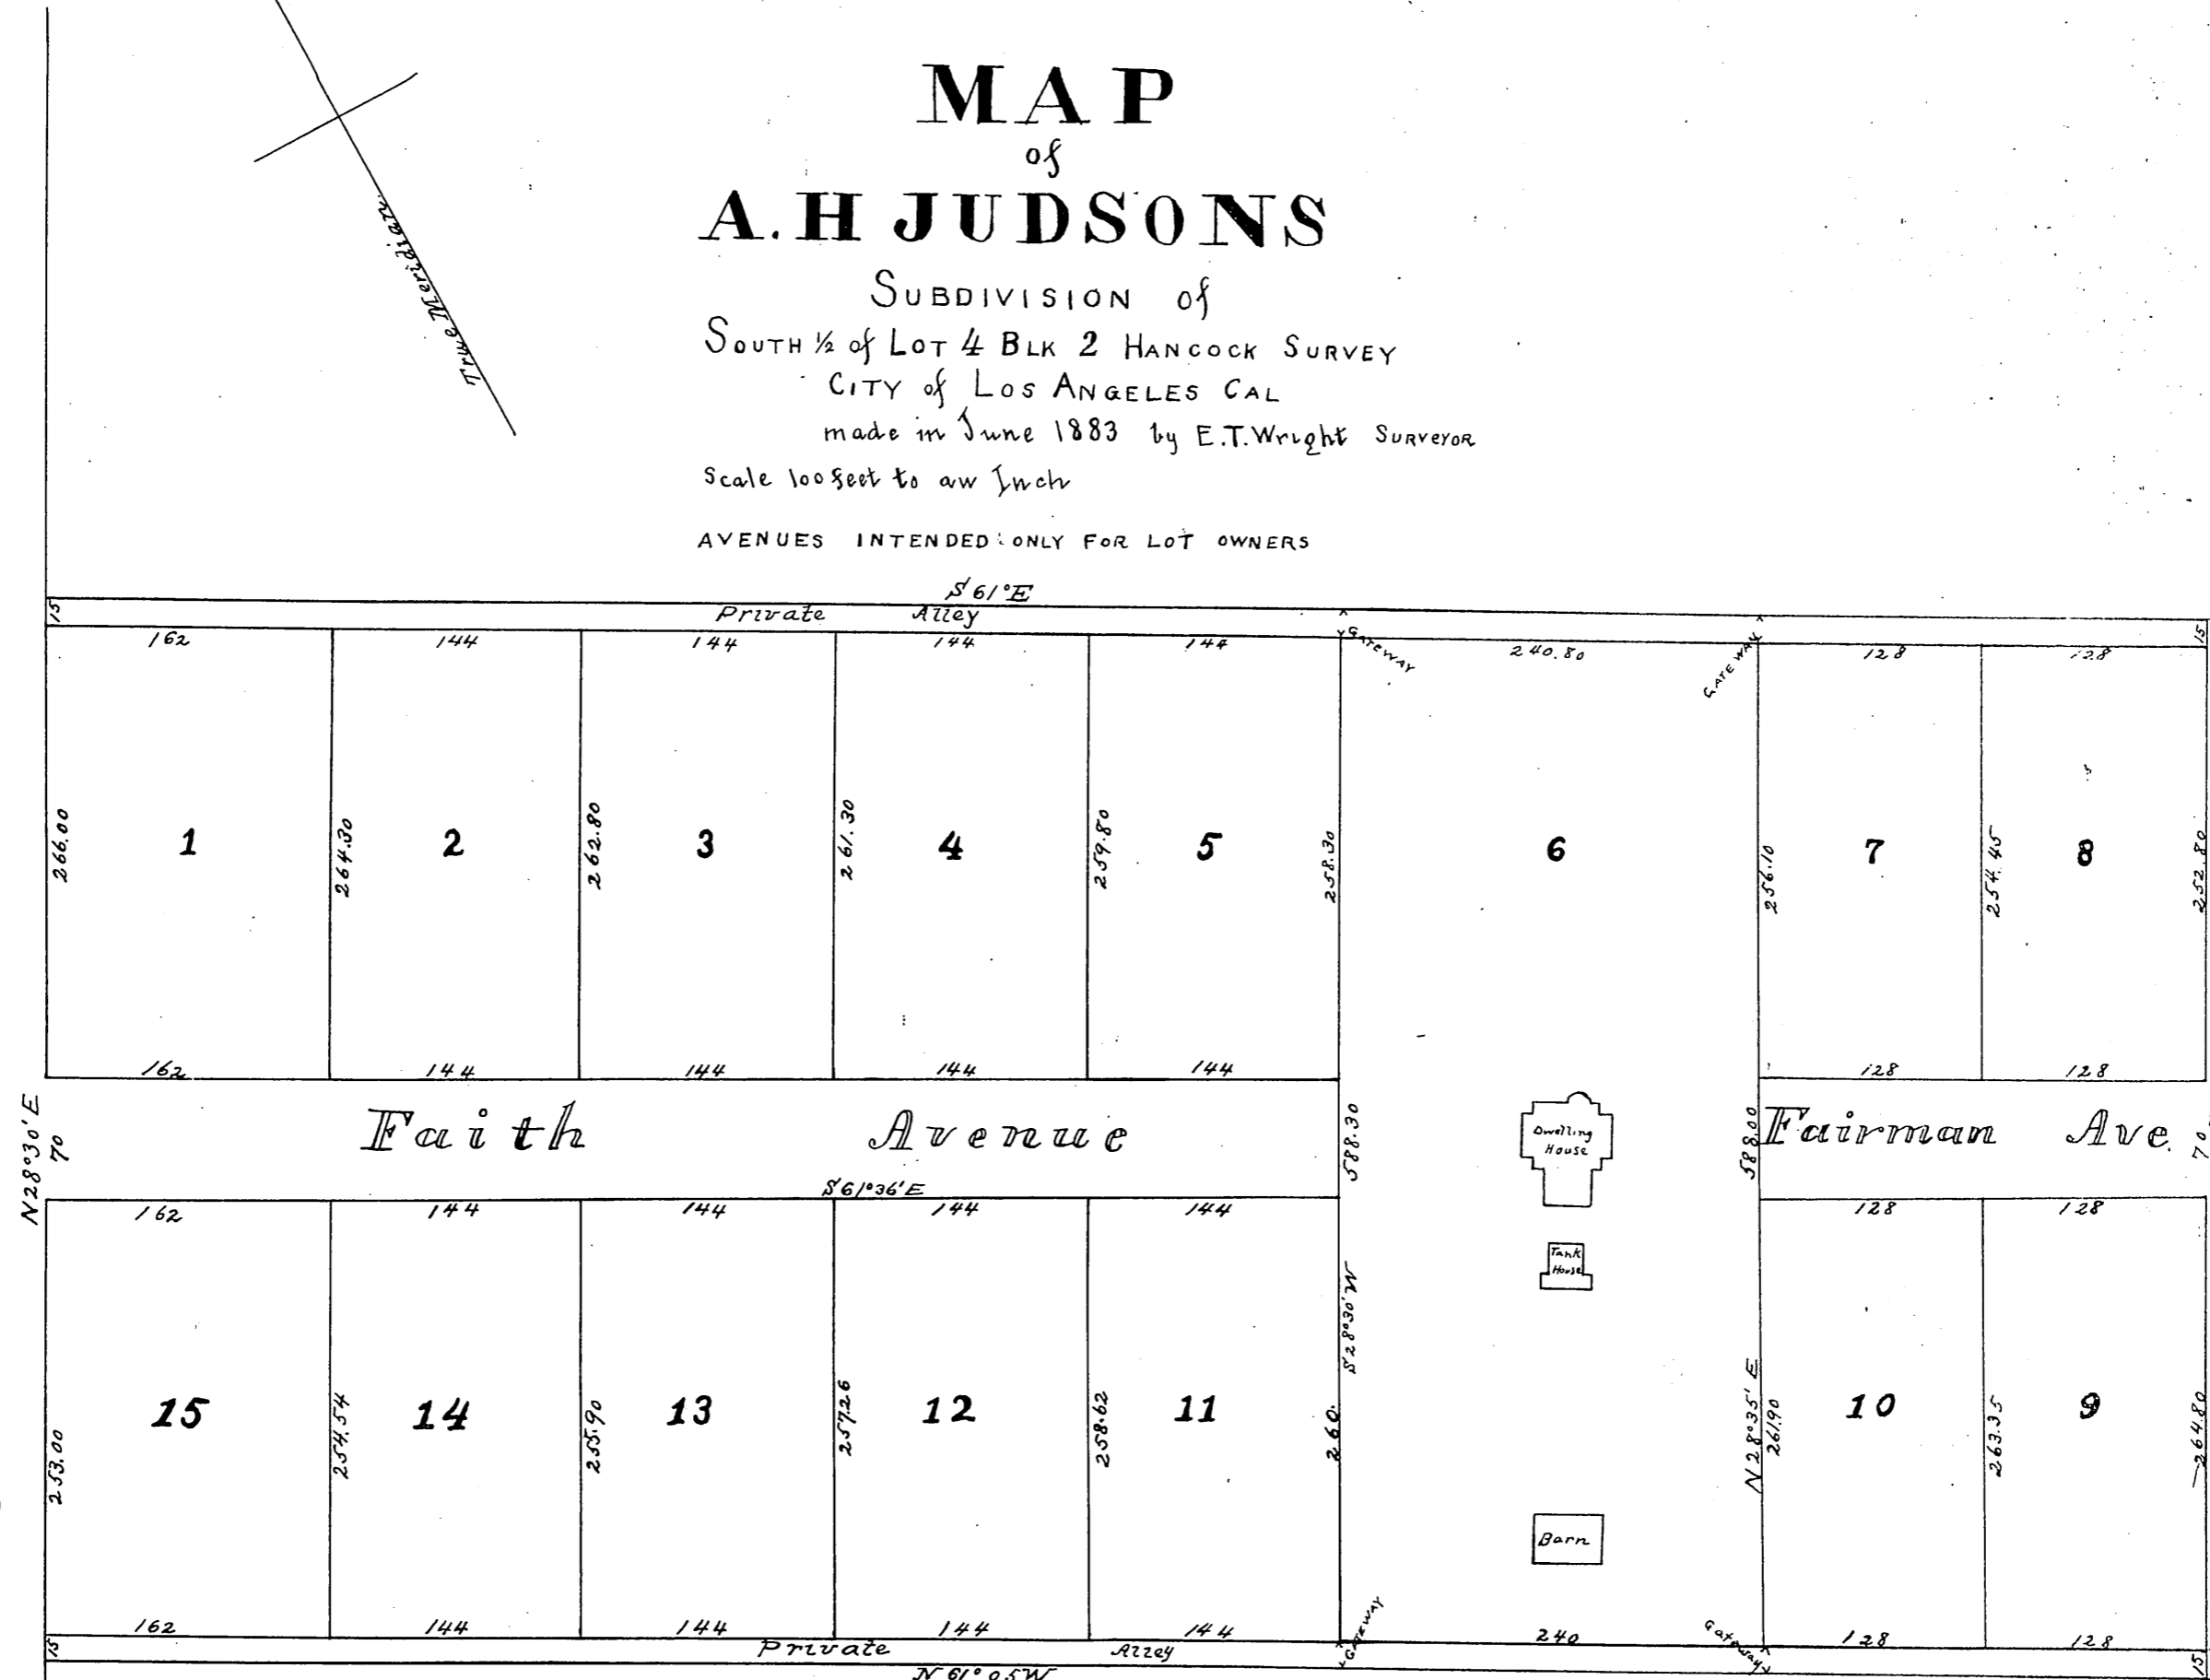 MAP
of
A. H JUDSONS
SUBDIVISION of
SOUTH ½ of LOT 4 BLK 2 HANCOCK SURVEY
CITY of LOS ANGELES CAL
made in June 1883 by E.T. Wright SURVEYOR
Scale 100 feet to aw Inch
AVENUES INTENDED ONLY FOR LOT OWNERS
True Meridian.
S 61° E
15 Private Alley 15
162 144 144 144 144 GATEWAY 240.80 GATEWAY 128 128
266.00 1 264.30 2 262.80 3 261.30 4 259.80 5 258.30 6 256.10 7 254.45 8 252.80
162 144 144 144 144 128 128
N 28°30' E 70 Faith Avenue 588.30 Dwelling House 588.00 Fairman Ave. 70
S 61°36' E
162 144 144 144 144 128 128
Tank House
S 28°30' W
N 28°35' E
253.00 15 254.54 14 255.90 13 257.26 12 258.62 11 260. 261.90 10 263.35 9 264.80
Barn
162 144 144 144 144 GATEWAY 240 Gateway 128 128
15 Private Alley 15
N 61° 05 W